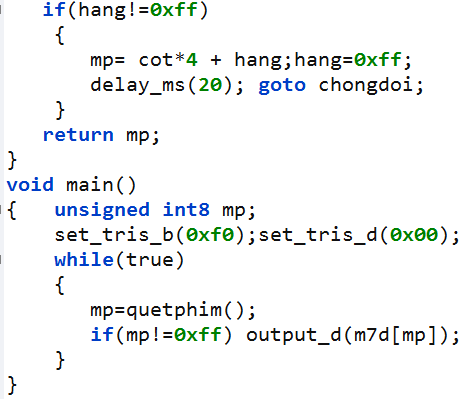 if(hang!=0xff)
{
mp= cot*4 + hang;hang=0xff;
delay_ms(20); goto chongdoi;
}
return mp;
}
void main()
{ unsigned int8 mp;
set_tris_b(0xf0);set_tris_d(0x00);
while(true)
{
mp=quetphim();
if(mp!=0xff) output_d(m7d[mp]);
}
}